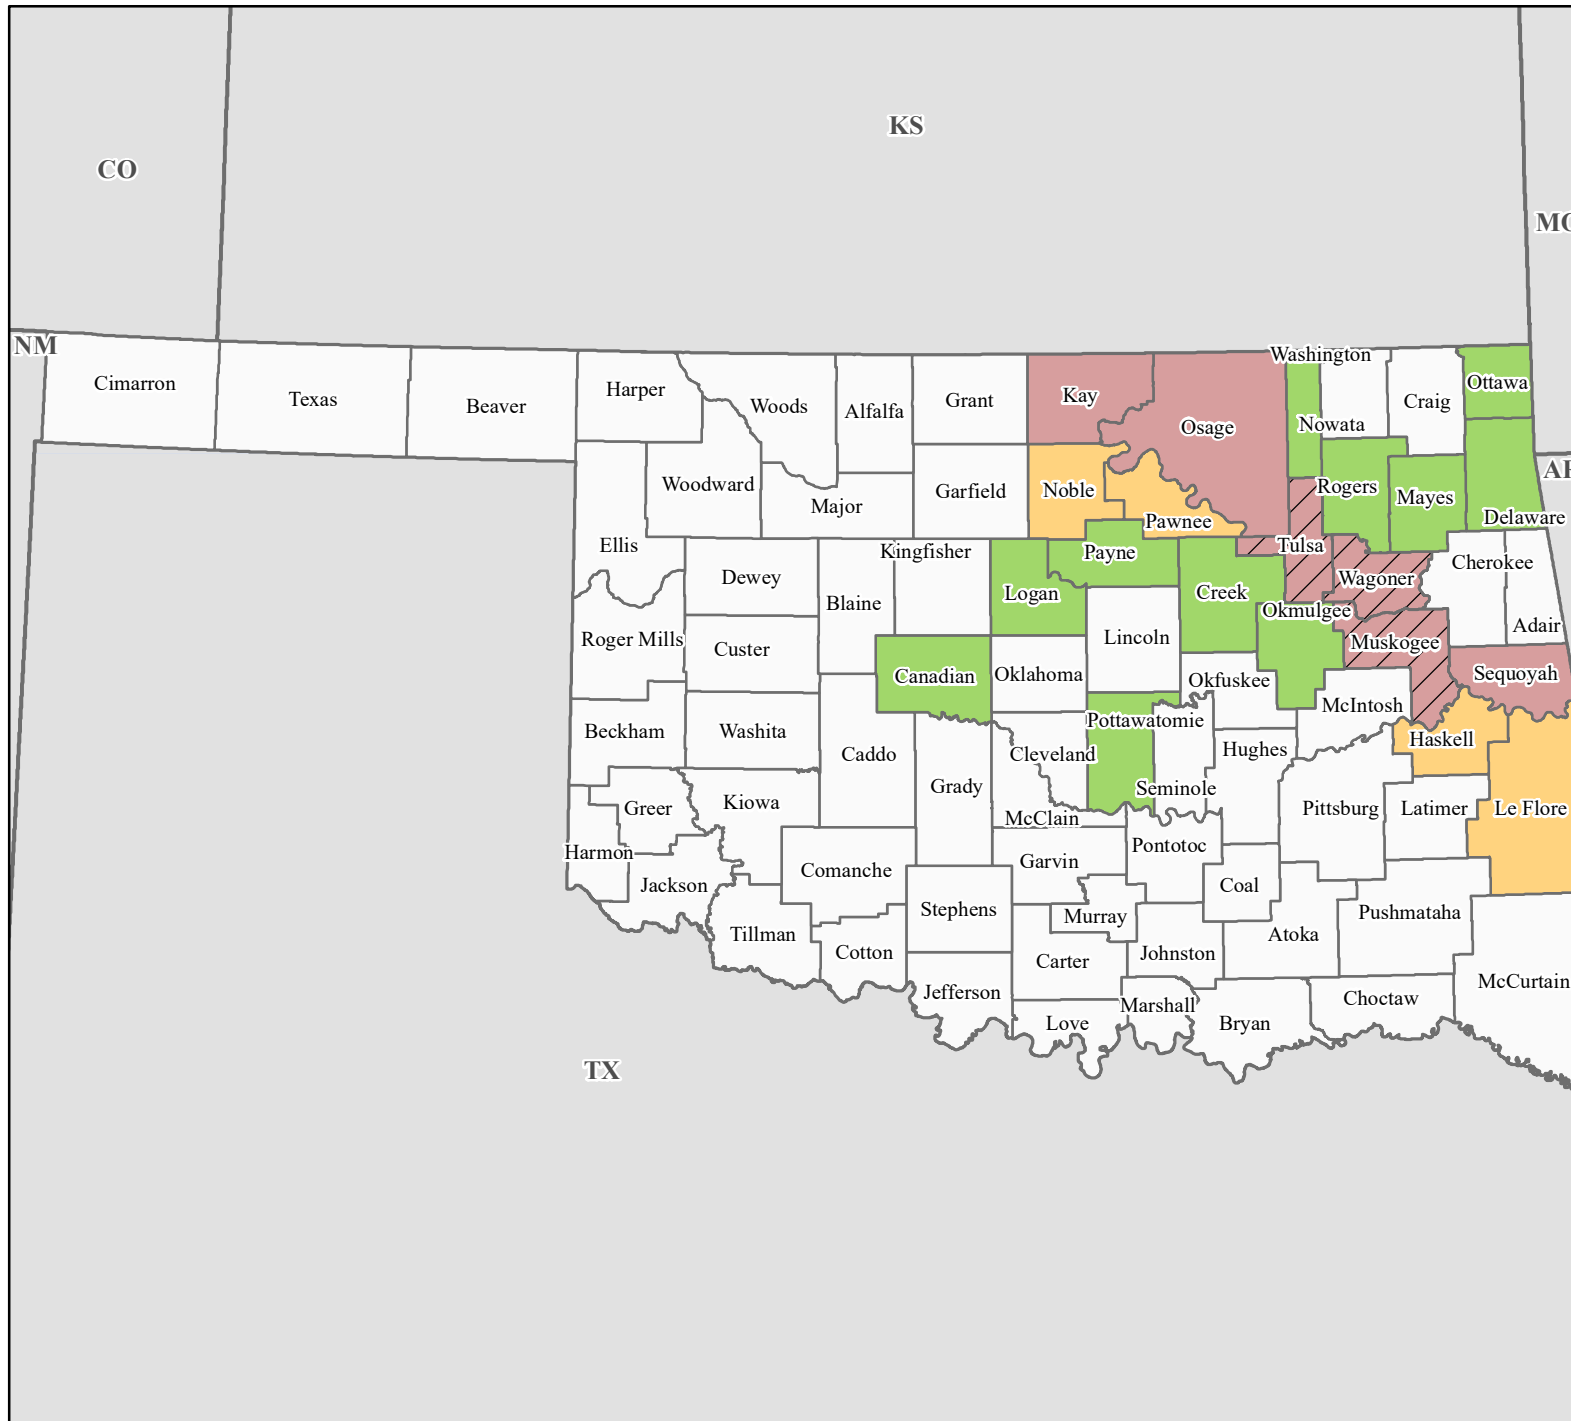 KS
CO
MO
NM
Washington
Cimarron
Texas
Beaver
Harper
Woods
Alfalfa
Grant
Kay
Osage
Nowata
Craig
Ottawa
Woodward
Major
Garfield
Noble
Pawnee
Rogers
Mayes
Delaware
Ellis
Dewey
Blaine
Kingfisher
Logan
Payne
Creek
Tulsa
Wagoner
Cherokee
Adair
Okmulgee
Roger Mills
Custer
Canadian
Oklahoma
Lincoln
Okfuskee
Muskogee
Sequoyah
McIntosh
Beckham
Washita
Caddo
Grady
Cleveland
Pottawatomie
Seminole
Hughes
Haskell
Greer
Kiowa
McClain
Pittsburg
Latimer
Le Flore
Harmon
Jackson
Comanche
Garvin
Pontotoc
Coal
Stephens
Murray
Atoka
Pushmataha
Tillman
Cotton
Carter
Johnston
McCurtain
Jefferson
Love
Marshall
Bryan
Choctaw
TX